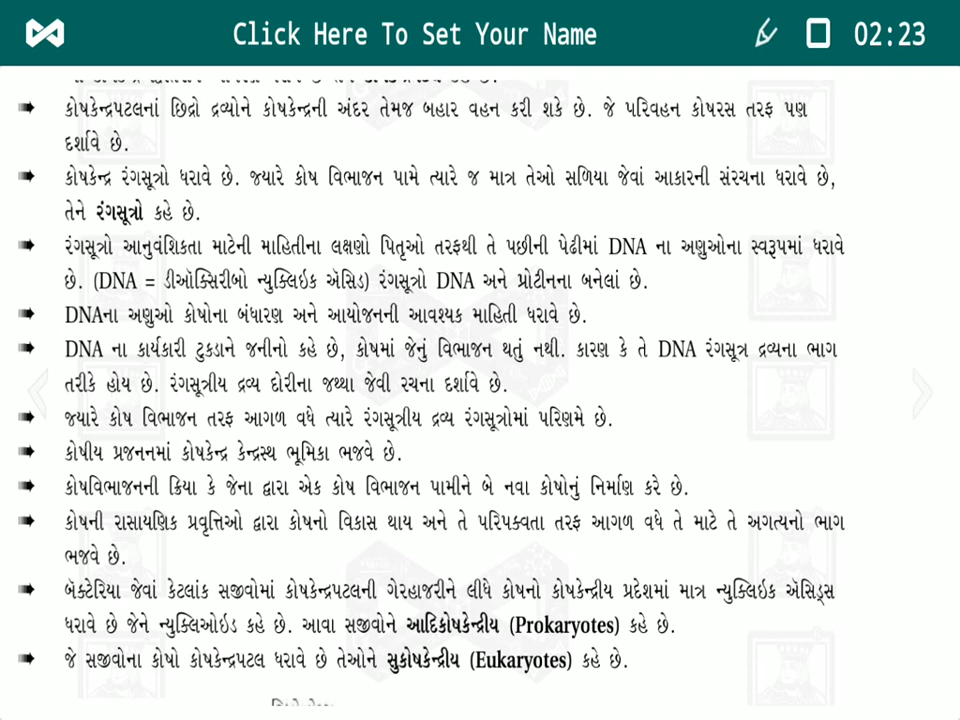 Click Here To Set Your Name
02:23
કોષકેન્દ્રપટલનાં છિદ્રો દ્રવ્યોને કોષકેન્દ્રની અંદર તેમજ બહાર વહન કરી શકે છે. જે પરિવહન કોષરસ તરફ પણ
દર્શાવે છે.
કોષકેન્દ્ર રંગસૂત્રો ધરાવે છે. જ્યારે કોષ વિભાજન પામે ત્યારે જ માત્ર તેઓ સળિયા જેવાં આકારની સંરચના ધરાવે છે,
તેને રંગસૂત્રો કહે છે.
રંગસૂત્રો આનુવંશિકતા માટેની માહિતીના લક્ષણો પિતૃઓ તરફથી તે પછીની પેઢીમાં DNA ના અણુઓના સ્વરૂપમાં ધરાવે
છે. (DNA = ડીઑક્સિરીબો ન્યુક્લિઇક ઍસિડ) રંગસૂત્રો DNA અને પ્રોટીનના બનેલાં છે.
DNAના અણુઓ કોષોના બંધારણ અને આયોજનની આવશ્યક માહિતી ધરાવે છે.
DNA ના કાર્યકારી ટુકડાને જનીનો કહે છે, કોષમાં જેનું વિભાજન થતું નથી. કારણ કે તે DNA રંગસૂત્ર દ્રવ્યના ભાગ
તરીકે હોય છે. રંગસૂત્રીય દ્રવ્ય દોરીના જથ્થા જેવી રચના દર્શાવે છે.
જ્યારે કોષ વિભાજન તરફ આગળ વધે ત્યારે રંગસૂત્રીય દ્રવ્ય રંગસૂત્રોમાં પરિણમે છે.
કોષીય પ્રજનનમાં કોષકેન્દ્ર કેન્દ્રસ્થ ભૂમિકા ભજવે છે.
કોષવિભાજનની ક્રિયા કે જેના દ્વારા એક કોષ વિભાજન પામીને બે નવા કોષોનું નિર્માણ કરે છે.
કોષની રાસાયણિક પ્રવૃત્તિઓ દ્વારા કોષનો વિકાસ થાય અને તે પરિપક્વતા તરફ આગળ વધે તે માટે તે અગત્યનો ભાગ
ભજવે છે.
બૅક્ટેરિયા જેવાં કેટલાંક સજીવોમાં કોષકેન્દ્રપટલની ગેરહાજરીને લીધે કોષનો કોષકેન્દ્રીય પ્રદેશમાં માત્ર ન્યુક્લિઇક ઍસિડ્સ
ધરાવે છે જેને ન્યુક્લિઓઇડ કહે છે. આવા સજીવોને આદિકોષકેન્દ્રીય (Prokaryotes) કહે છે.
જે સજીવોના કોષો કોષકેન્દ્રપટલ ધરાવે છે તેઓને સુકોષકેન્દ્રીય (Eukaryotes) કહે છે.